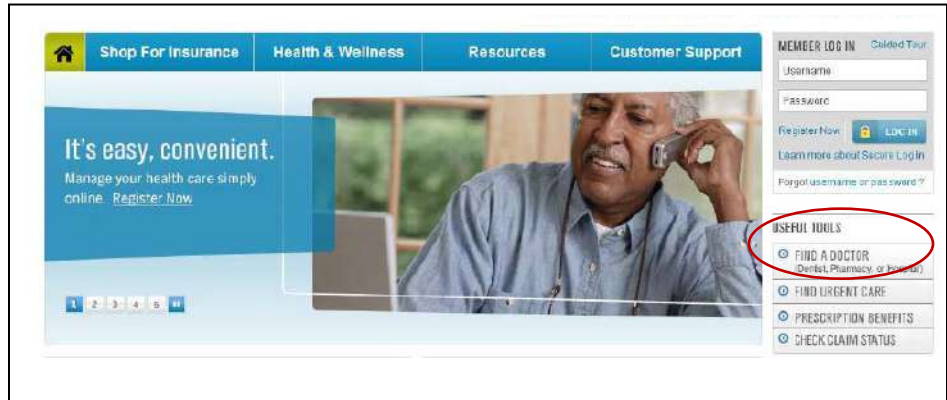 Shop For Insurance
Health & Wellness
Resources
Customer Support
It's easy, convenient.
Manage your health care simply
online. Register Now
1 2 3 4 5
MEMBER LOG IN Guided Tour
Username
Password
Register Now LOG IN
Learn more about Secure Log In
Forgot username or password ?
USEFUL TOOLS
FIND A DOCTOR
(Dentist, Pharmacy, or Hospital)
FIND URGENT CARE
PRESCRIPTION BENEFITS
CHECK CLAIM STATUS